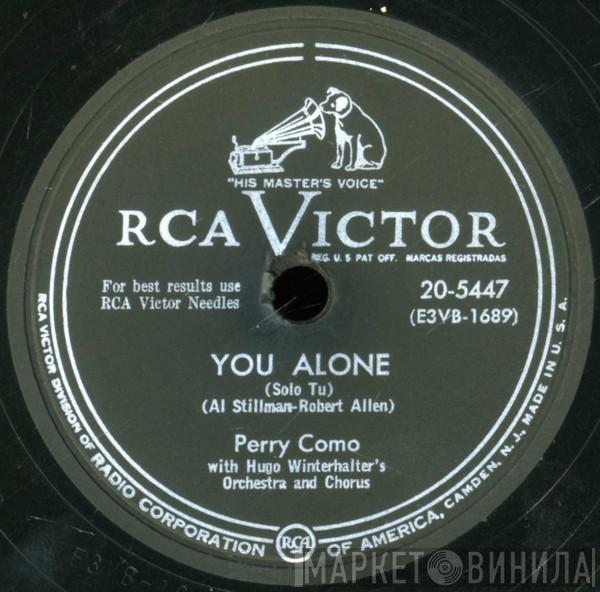 "HIS MASTER'S VOICE"
RCA VICTOR
REG. U. S PAT OFF. MARCAS REGISTRADAS
For best results use
RCA Victor Needles
20-5447
(E3VB-1689)
YOU ALONE
(Solo Tu)
(Al Stillman-Robert Allen)
Perry Como
with Hugo Winterhalter's
Orchestra and Chorus
RCA VICTOR DIVISION OF RADIO CORPORATION OF AMERICA, CAMDEN, N. J., MADE IN U. S. A.
RCA
МАРКЕТ ВИНИЛА